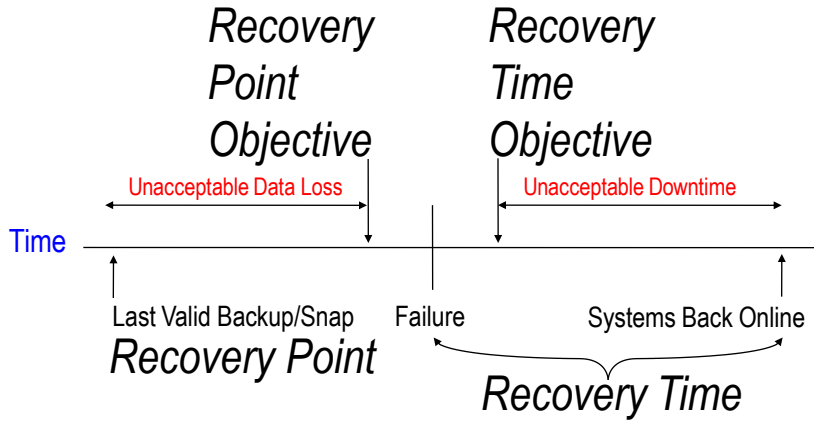 Recovery
Point
Objective
Recovery
Time
Objective
Unacceptable Data Loss
Unacceptable Downtime
Time
Last Valid Backup/Snap
Failure
Systems Back Online
Recovery Point
Recovery Time